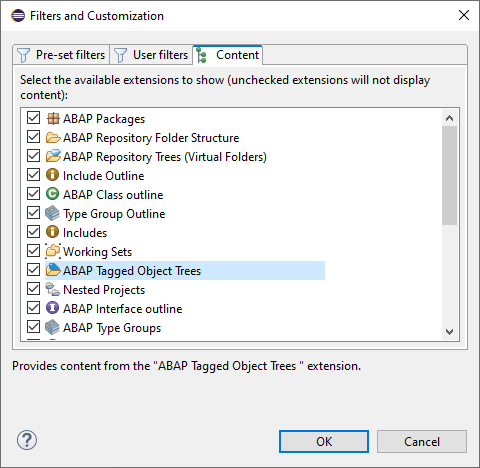 Filters and Customization
Pre-set filters
User filters
Content
Select the available extensions to show (unchecked extensions will not display
content):
ABAP Packages
ABAP Repository Folder Structure
ABAP Repository Trees (Virtual Folders)
Include Outline
ABAP Class outline
Type Group Outline
Includes
Working Sets
ABAP Tagged Object Trees
Nested Projects
ABAP Interface outline
ABAP Type Groups
Provides content from the "ABAP Tagged Object Trees " extension.
OK
Cancel